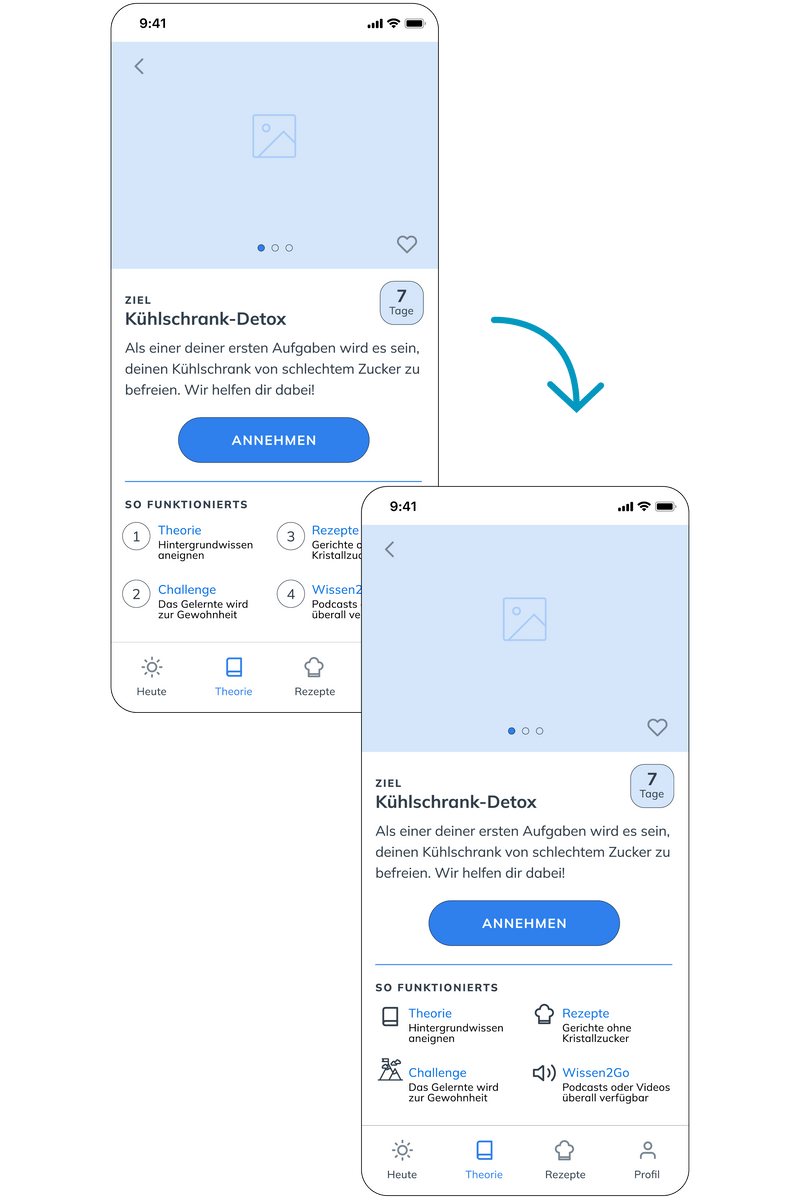 9:41
ZIEL
Kühlschrank-Detox
7
Tage
Als einer deiner ersten Aufgaben wird es sein,
deinen Kühlschrank von schlechtem Zucker zu
befreien. Wir helfen dir dabei!
ANNEHMEN
SO FUNKTIONIERTS
1
Theorie
Hintergrundwissen
aneignen
3
Rezepte
Gerichte o
Kristallzuc
2
Challenge
Das Gelernte wird
zur Gewohnheit
4
Wissen2
Podcasts
überall ve
Heute
Theorie
Rezepte
9:41
ZIEL
Kühlschrank-Detox
7
Tage
Als einer deiner ersten Aufgaben wird es sein,
deinen Kühlschrank von schlechtem Zucker zu
befreien. Wir helfen dir dabei!
ANNEHMEN
SO FUNKTIONIERTS
Theorie
Hintergrundwissen
aneignen
Rezepte
Gerichte ohne
Kristallzucker
Challenge
Das Gelernte wird
zur Gewohnheit
Wissen2Go
Podcasts oder Videos
überall verfügbar
Heute
Theorie
Rezepte
Profil